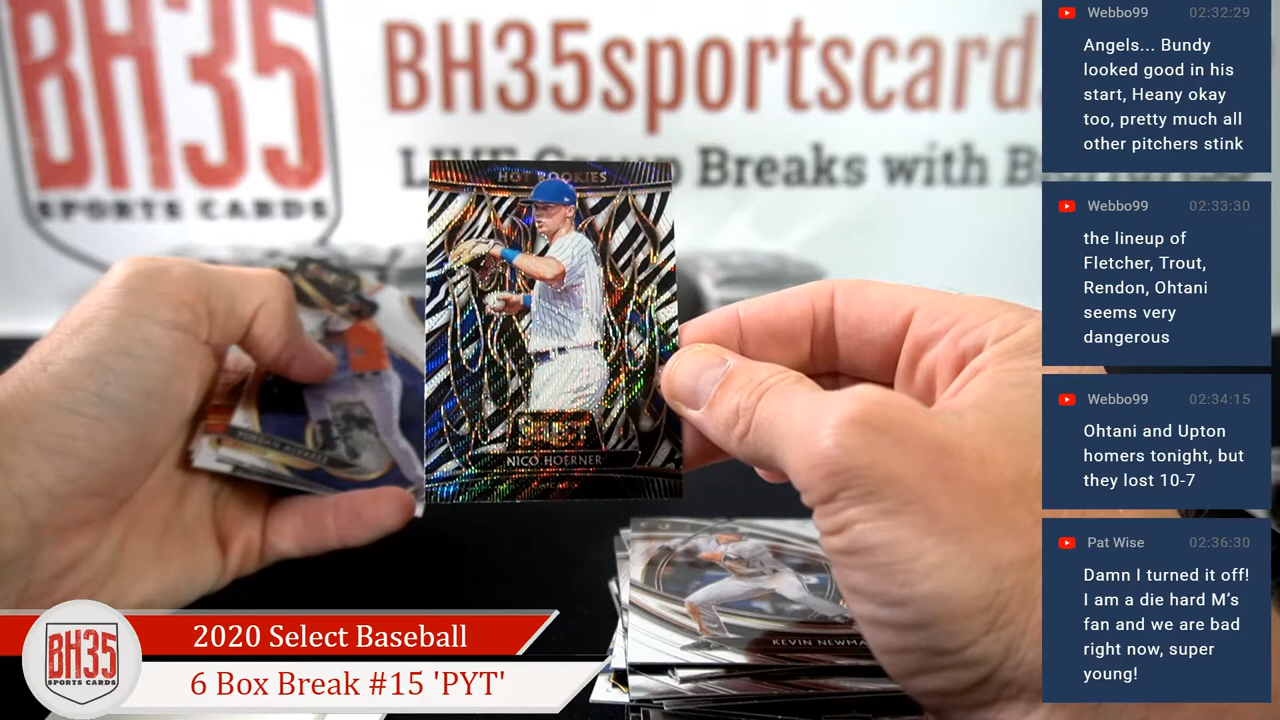 BH35
SPORTS CARDS
BH35sportscard
LIVE Group Breaks with B
HOT ROOKIES
SELECT
NICO HOERNER
CHICAGO
YORDAN ALVAREZ
KEVIN NEWMA
BH35
SPORTS CARDS
2020 Select Baseball
6 Box Break #15 'PYT'
Webbo99 02:32:29
Angels... Bundy
looked good in his
start, Heany okay
too, pretty much all
other pitchers stink
Webbo99 02:33:30
the lineup of
Fletcher, Trout,
Rendon, Ohtani
seems very
dangerous
Webbo99 02:34:15
Ohtani and Upton
homers tonight, but
they lost 10-7
Pat Wise 02:36:30
Damn I turned it off!
I am a die hard M's
fan and we are bad
right now, super
young!